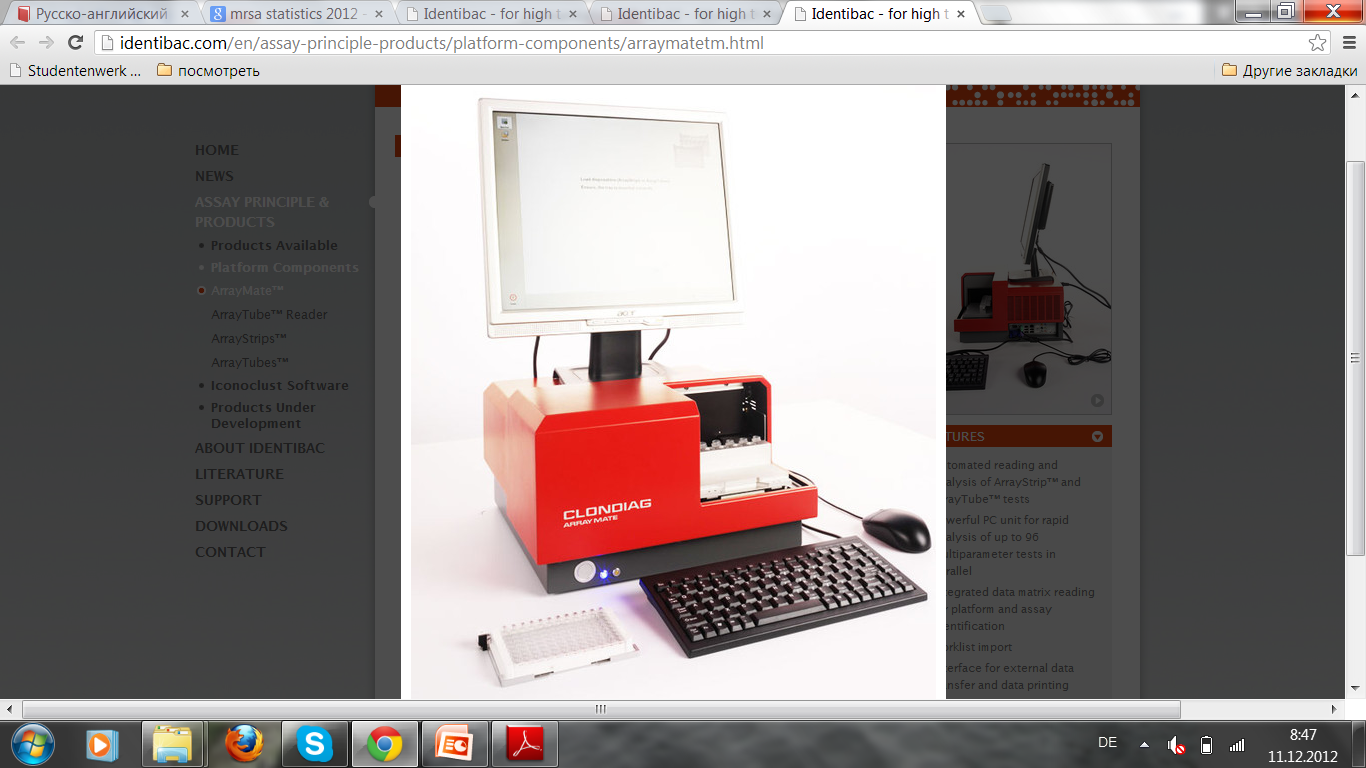 Русско-английский
mrsa statistics 2012 -
Identibac - for high t
Identibac - for high t
Identibac - for high t
identibac.com/en/assay-principle-products/platform-components/arraymatetm.html
Studentenwerk ...
посмотреть
Другие закладки
HOME
NEWS
ASSAY PRINCIPLE &
PRODUCTS
Products Available
Platform Components
ArrayMate™
ArrayTube™ Reader
ArrayStrips™
ArrayTubes™
Iconoclust Software
Products Under
Development
ABOUT IDENTIBAC
LITERATURE
SUPPORT
DOWNLOADS
CONTACT
acer
CLONDIAG
ARRAY MATE
TURES
tomated reading and
alysis of ArrayStrip™ and
rayTube™ tests
werful PC unit for rapid
alysis of up to 96
ltiparameter tests in
rallel
tegrated data matrix reading
platform and assay
entification
rklist import
erface for external data
nsfer and data printing
DE
8:47
11.12.2012